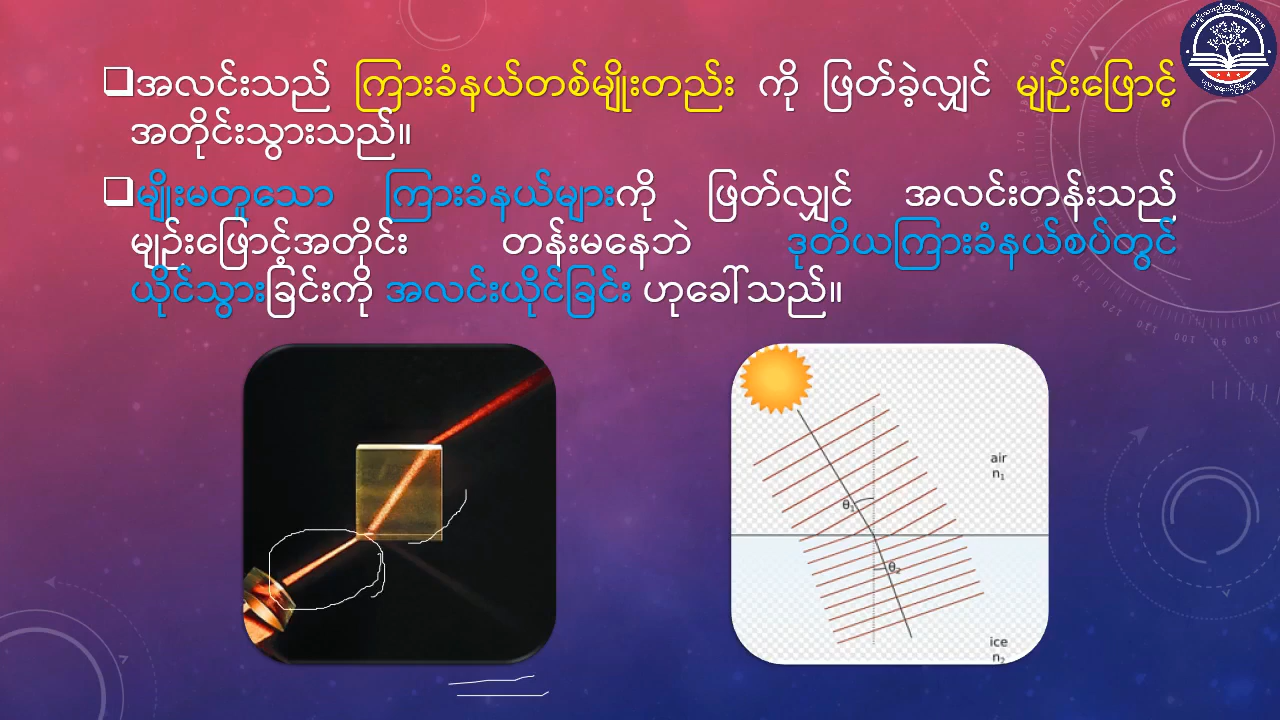 အလင်းသည် ကြားခံနယ်တစ်မျိုးတည်း ကို ဖြတ်ခဲ့လျှင် မျဉ်းဖြောင့်
အတိုင်းသွားသည်။
မျိုးမတူသော ကြားခံနယ်များကို ဖြတ်လျှင် အလင်းတန်းသည်
မျဉ်းဖြောင့်အတိုင်း တန်းမနေဘဲ ဒုတိယကြားခံနယ်စပ်တွင်
ယိုင်သွားခြင်းကို အလင်းယိုင်ခြင်း ဟုခေါ်သည်။
air
n₁
θ₁
θ₂
ice
n₂